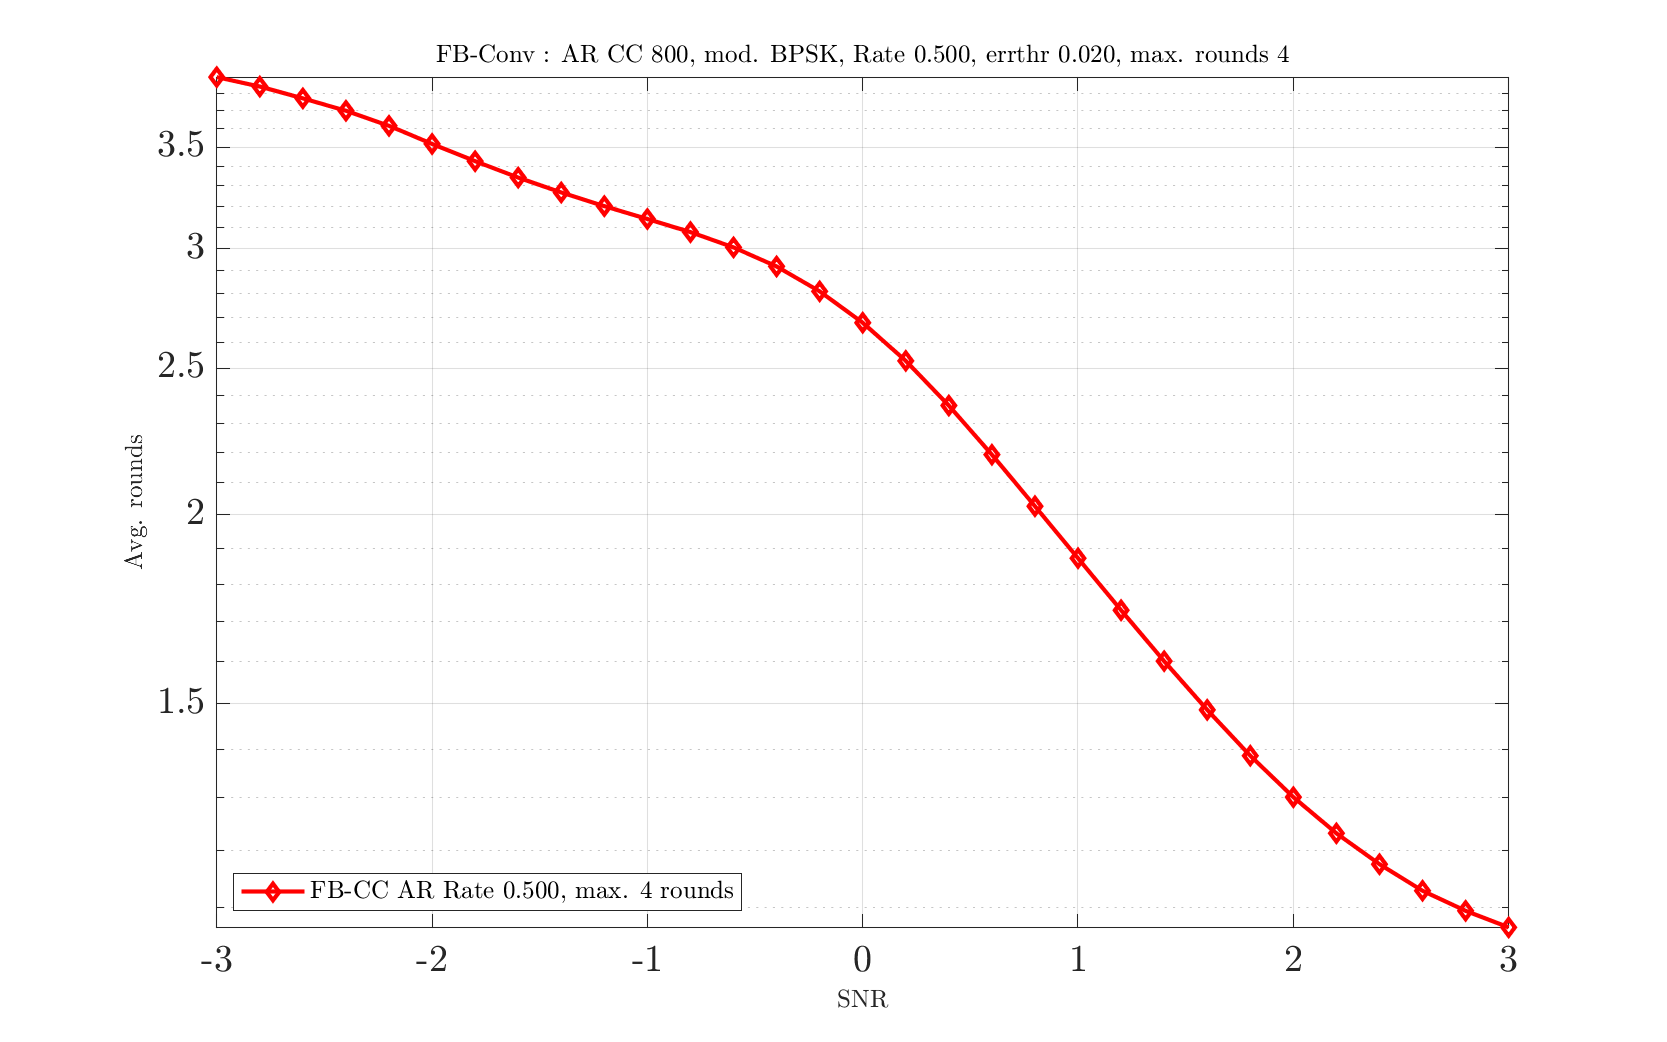 FB-Conv : AR CC 800, mod. BPSK, Rate 0.500, errthr 0.020, max. rounds 4
3.5
3
2.5
2
1.5
Avg. rounds
FB-CC AR Rate 0.500, max. 4 rounds
-3 -2 -1 0 1 2 3
SNR